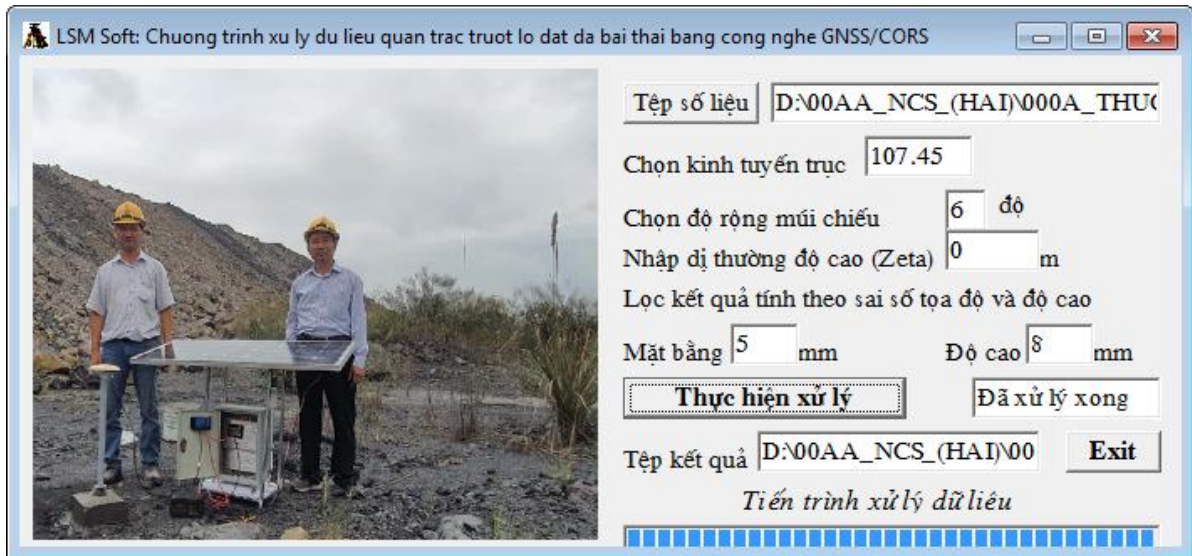 LSM Soft: Chuong trinh xu ly du lieu quan trac truot lo dat da bai thai bang cong nghe GNSS/CORS
Tệp số liệu D:\00AA_NCS_(HAI)\000A_THUC
Chọn kinh tuyến trục 107.45
Chọn độ rộng múi chiếu 6 độ
Nhập dị thường độ cao (Zeta) 0 m
Lọc kết quả tính theo sai số tọa độ và độ cao
Mặt bằng 5 mm Độ cao 8 mm
Thực hiện xử lý Đã xử lý xong
Tệp kết quả D:\00AA_NCS_(HAI)\00 Exit
Tiến trình xử lý dữ liêu